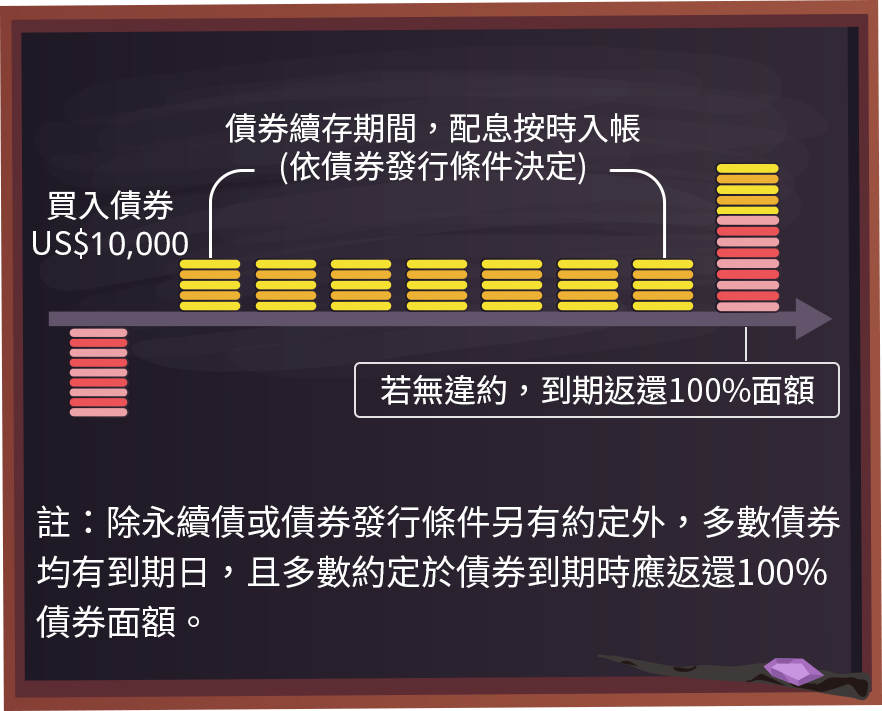 債券續存期間，配息按時入帳
(依債券發行條件決定)
買入債券
US$10,000
若無違約，到期返還100%面額
註：除永續債或債券發行條件另有約定外，多數債券
均有到期日，且多數約定於債券到期時應返還100%
債券面額。